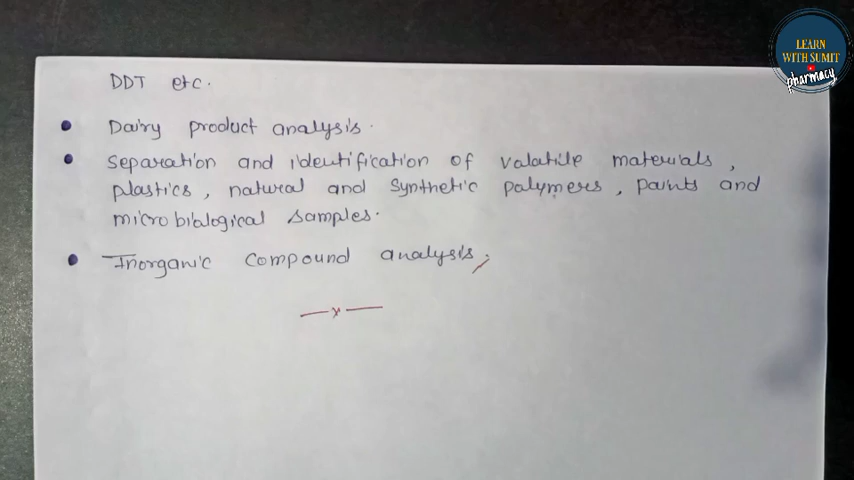 LEARN
WITH SUMIT
pharmacy
DDT etc.
• Dairy product analysis.
• Separation and identification of valatile materials,
plastics, natural and synthetic polymers, paints and
microbiological samples.
• Inorganic compound analysis.
—x—